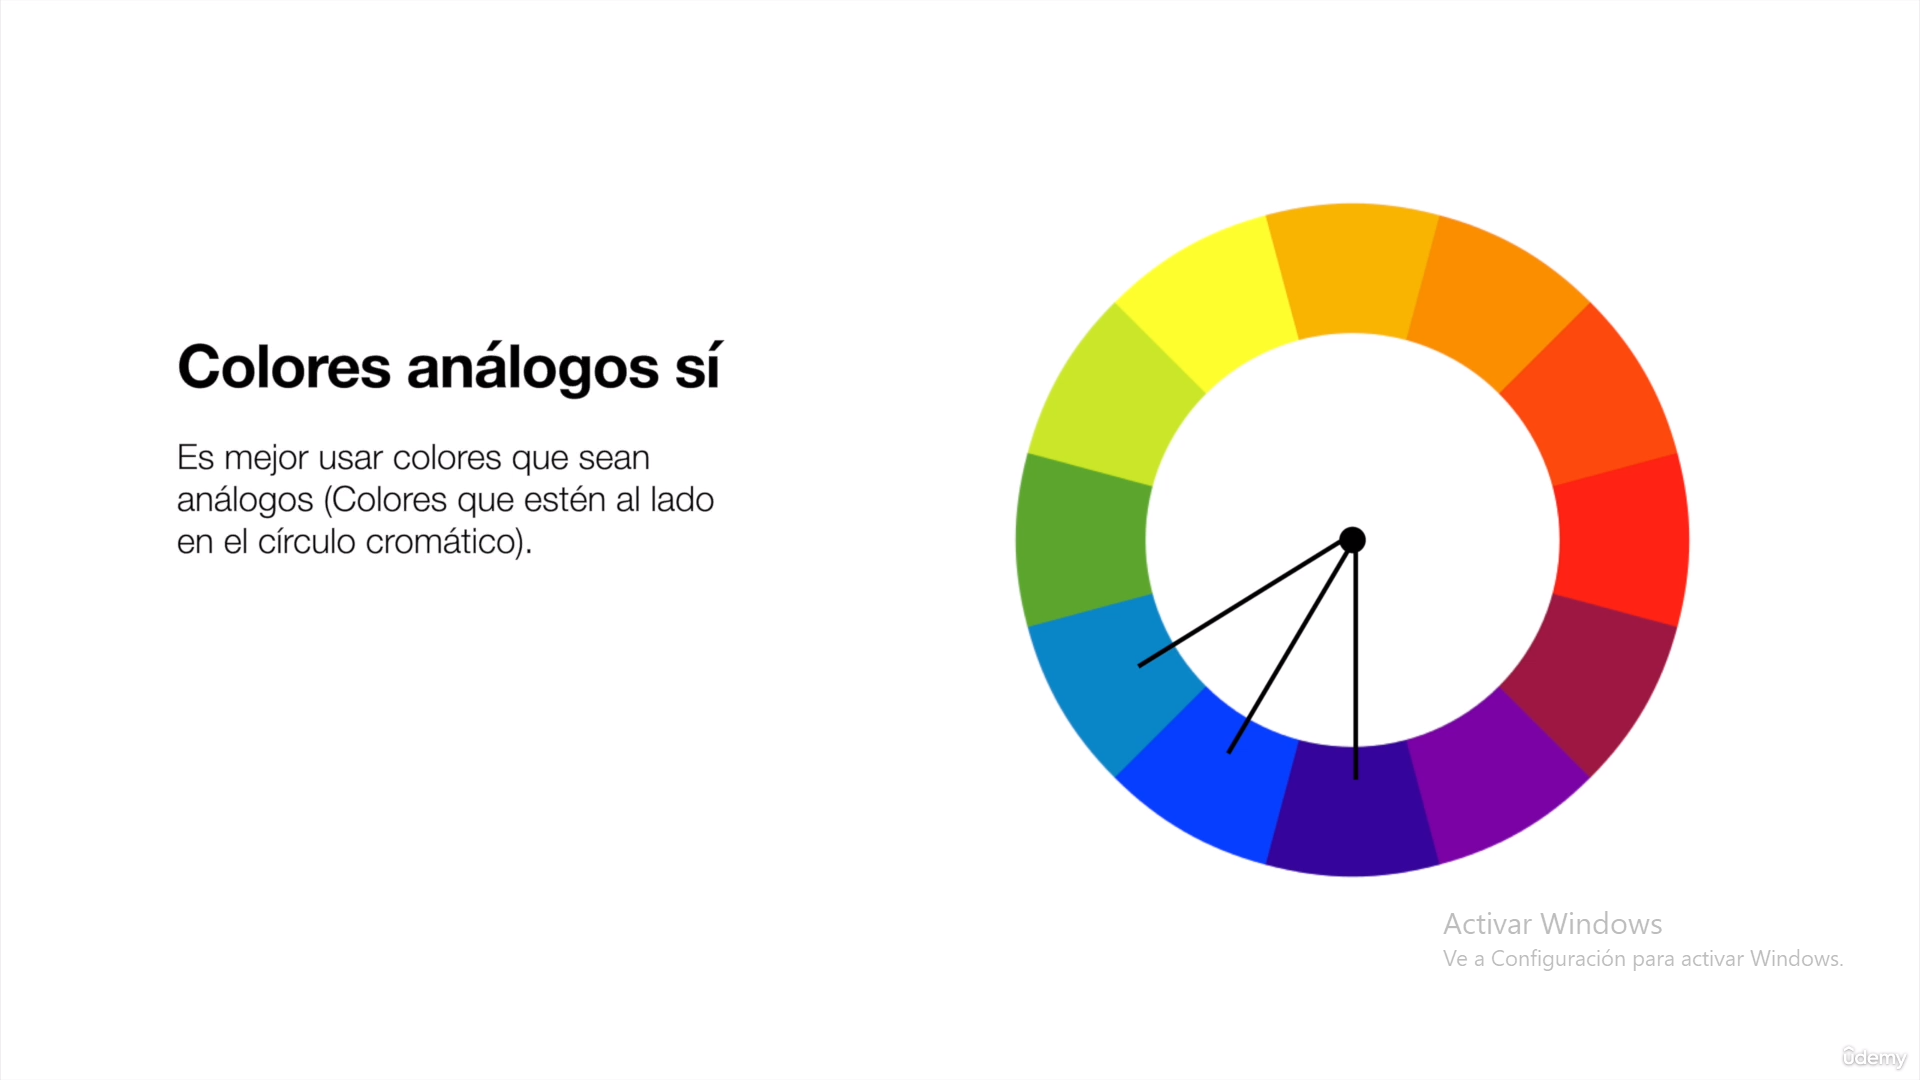 Colores análogos sí
Es mejor usar colores que sean
análogos (Colores que estén al lado
en el círculo cromático).
Activar Windows
Ve a Configuración para activar Windows.
ûdemy